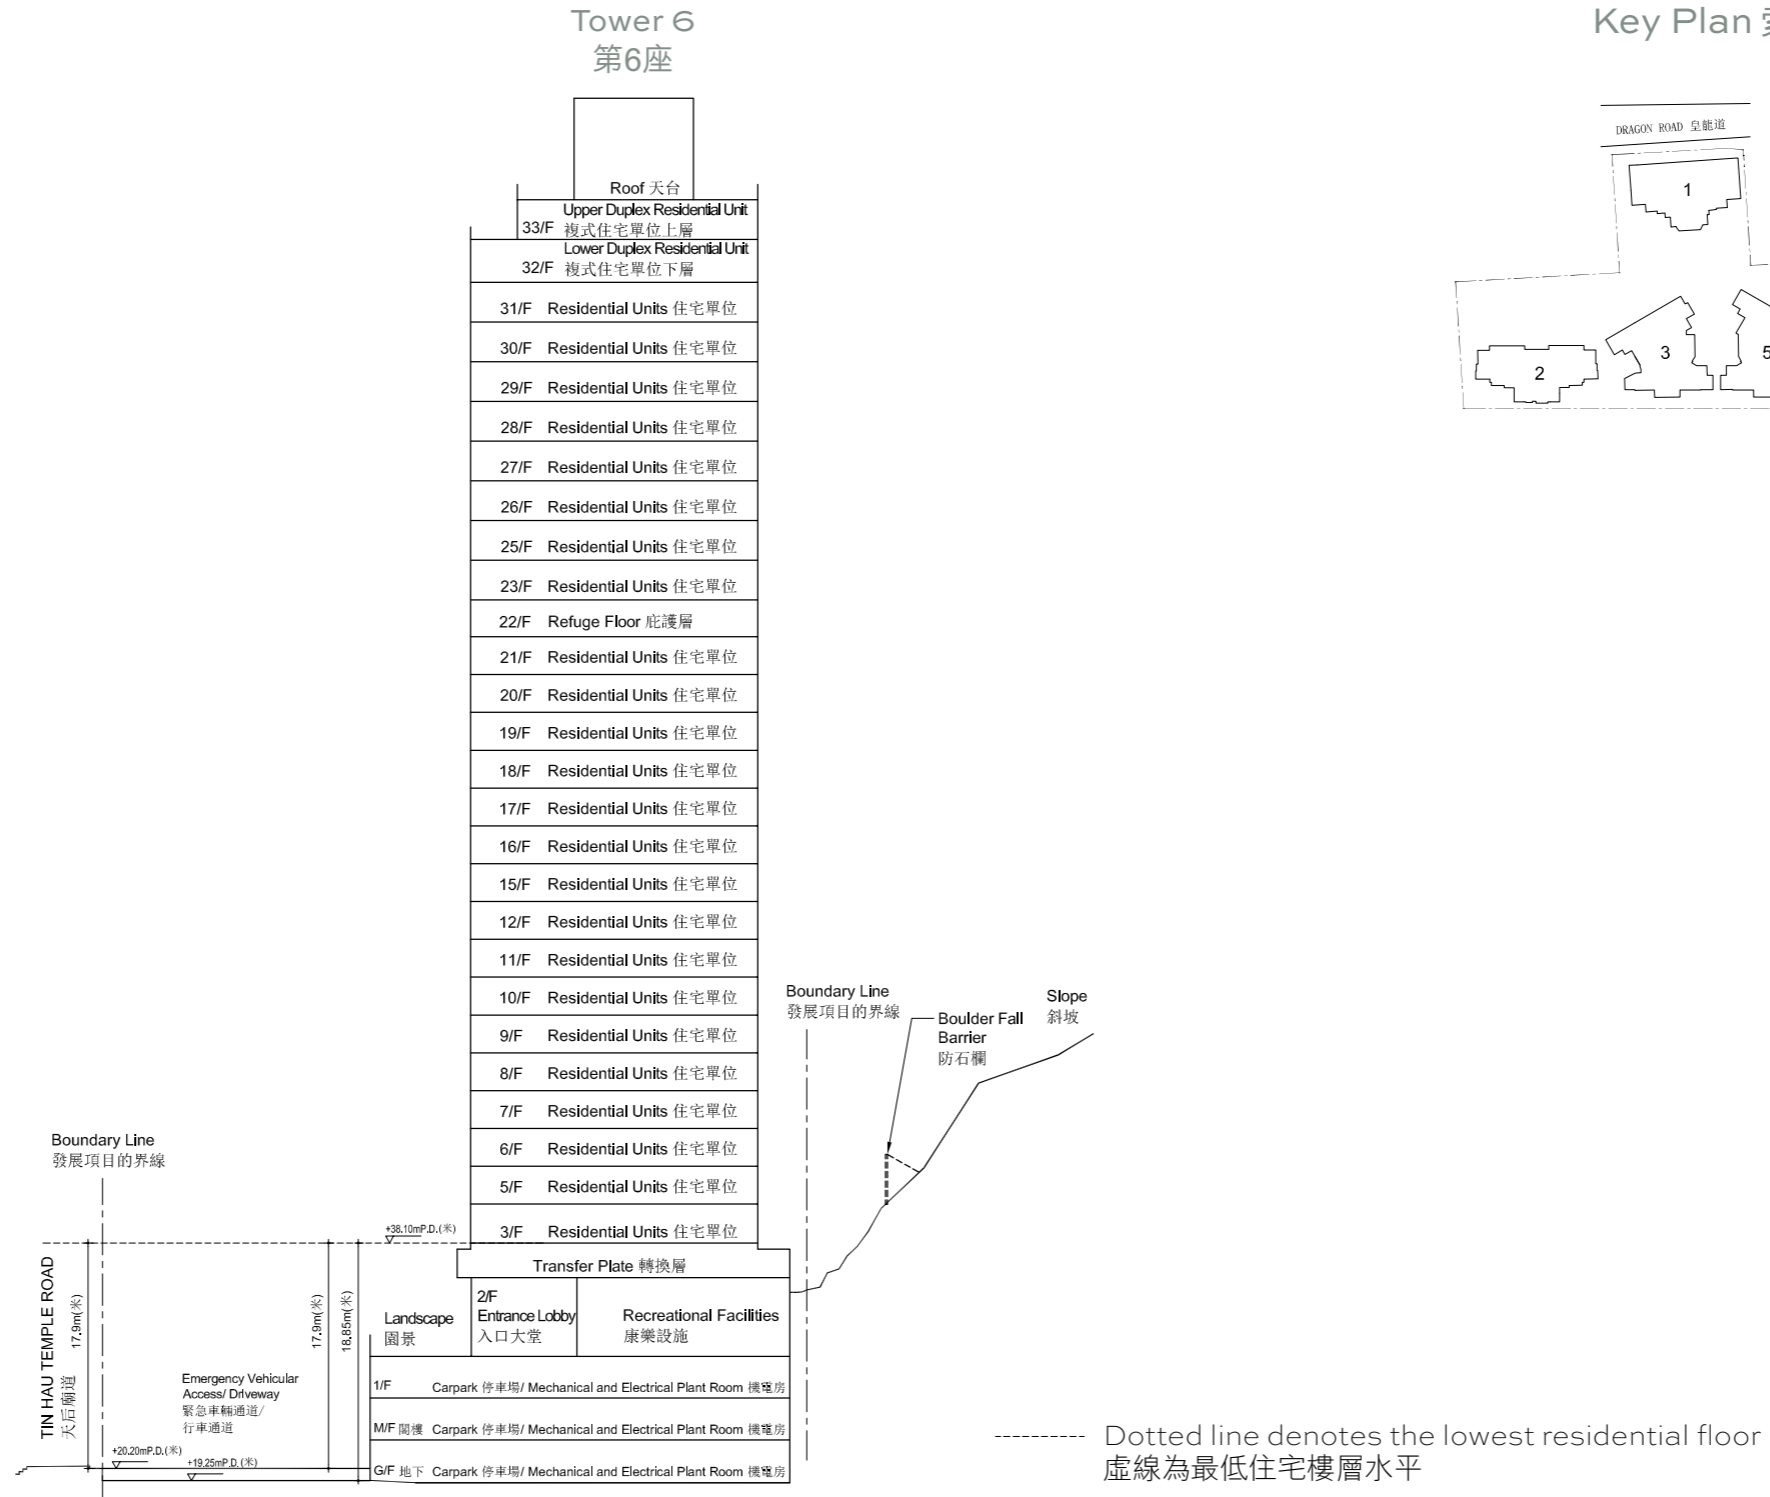 Tower 6
第6座
Key Plan
DRAGON ROAD 皇龍道
1
2
3
5
Roof 天台
Upper Duplex Residential Unit
33/F 複式住宅單位上層
Lower Duplex Residential Unit
32/F 複式住宅單位下層
31/F Residential Units 住宅單位
30/F Residential Units 住宅單位
29/F Residential Units 住宅單位
28/F Residential Units 住宅單位
27/F Residential Units 住宅單位
26/F Residential Units 住宅單位
25/F Residential Units 住宅單位
23/F Residential Units 住宅單位
22/F Refuge Floor 庇護層
21/F Residential Units 住宅單位
20/F Residential Units 住宅單位
19/F Residential Units 住宅單位
18/F Residential Units 住宅單位
17/F Residential Units 住宅單位
16/F Residential Units 住宅單位
15/F Residential Units 住宅單位
12/F Residential Units 住宅單位
11/F Residential Units 住宅單位
10/F Residential Units 住宅單位
9/F Residential Units 住宅單位
8/F Residential Units 住宅單位
7/F Residential Units 住宅單位
6/F Residential Units 住宅單位
5/F Residential Units 住宅單位
3/F Residential Units 住宅單位
Transfer Plate 轉換層
2/F
Entrance Lobby
入口大堂
Recreational Facilities
康樂設施
Landscape
園景
1/F Carpark 停車場/ Mechanical and Electrical Plant Room 機電房
M/F 閣樓 Carpark 停車場/ Mechanical and Electrical Plant Room 機電房
G/F 地下 Carpark 停車場/ Mechanical and Electrical Plant Room 機電房
Boundary Line
發展項目的界線
Boulder Fall
Barrier
防石欄
Slope
斜坡
Boundary Line
發展項目的界線
+38.10mP.D.(米)
TIN HAU TEMPLE ROAD
天后廟道
17.9m(米)
17.9m(米)
18.85m(米)
Emergency Vehicular
Access/ Driveway
緊急車輛通道/
行車通道
+20.20mP.D.(米)
+19.25mP.D.(米)
Dotted line denotes the lowest residential floor
虛線為最低住宅樓層水平